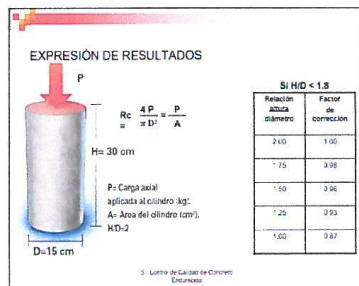 EXPRESIÓN DE RESULTADOS
P
Rc = 4 P / π D² = P / A
H= 30 cm
P= Carga axial
aplicada al cilindro (kg).
A= Área del cilindro (cm²).
H/D=2
D=15 cm
Si H/D < 1.8
Relación altura diámetro
Factor de corrección
2.00 1.00
1.75 0.98
1.50 0.96
1.25 0.93
1.00 0.87
Control de Calidad de Concreto
Endurecido